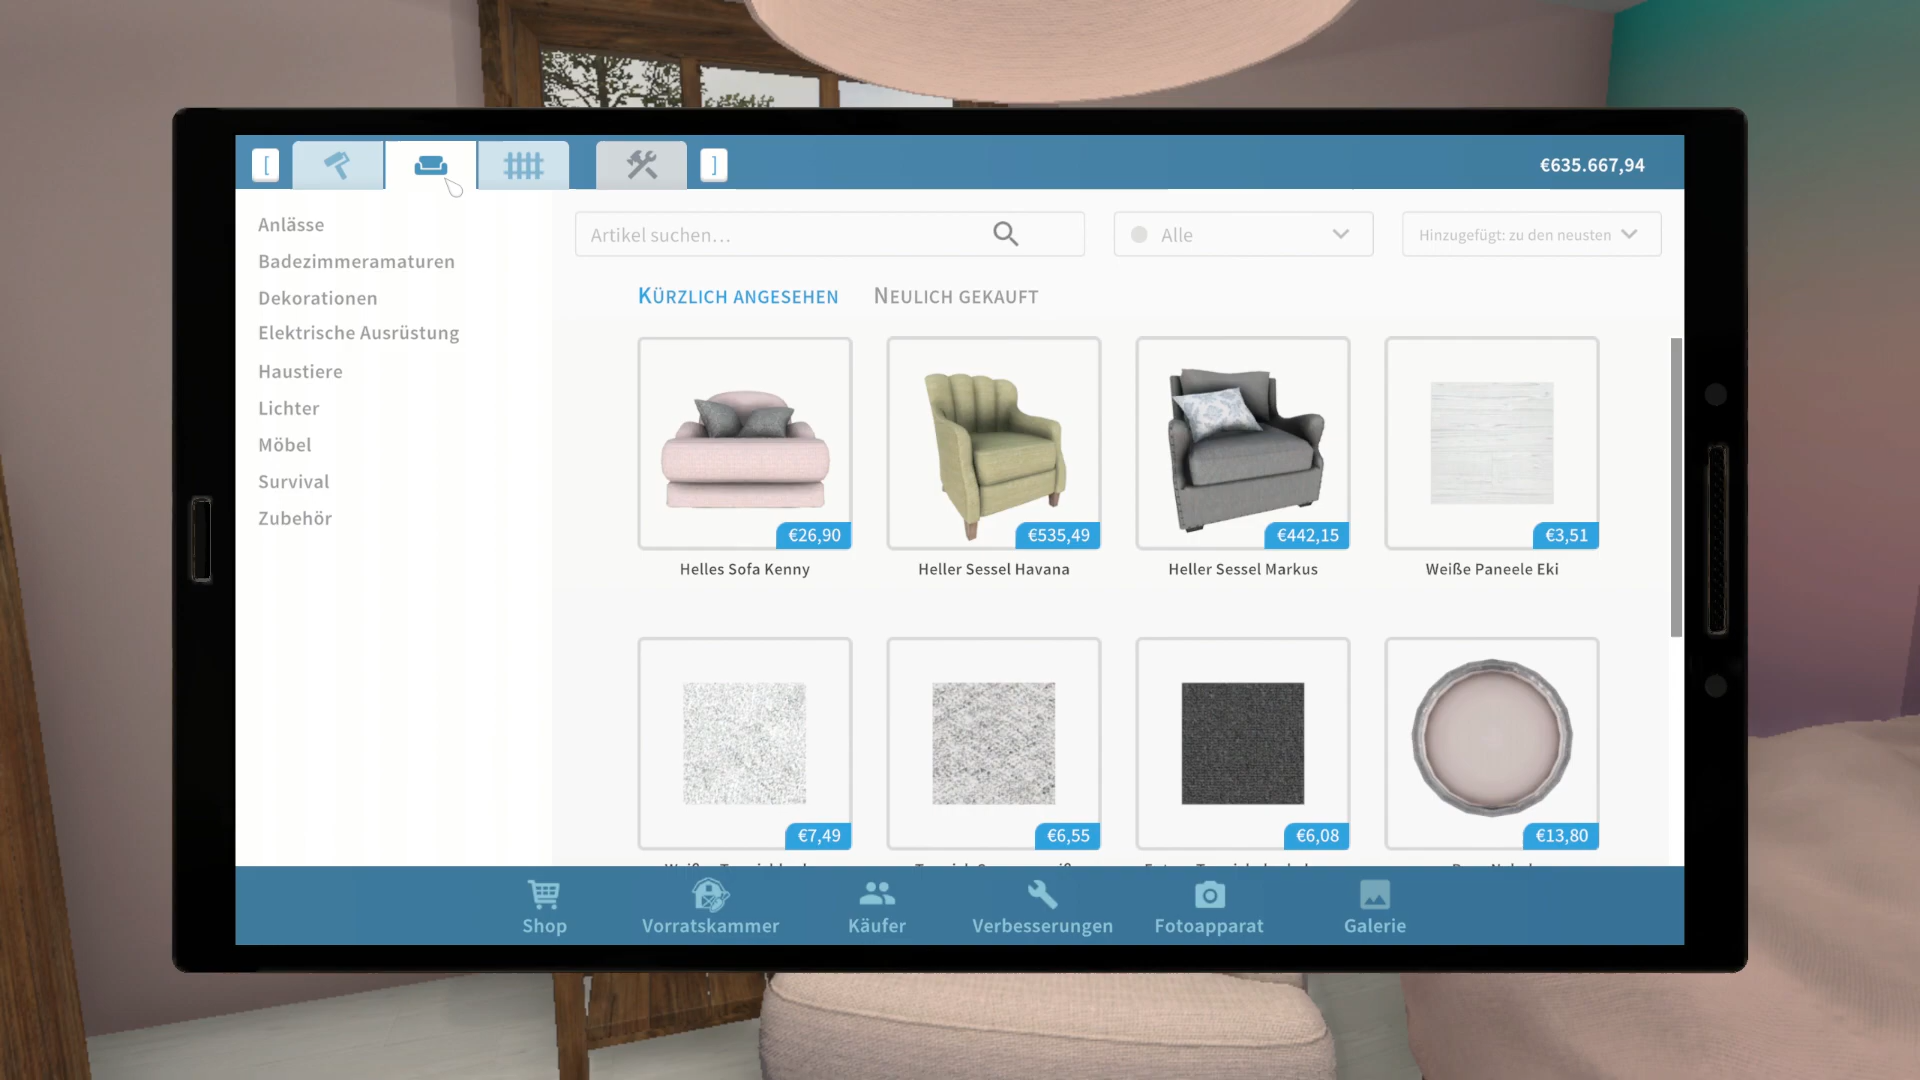 [
]
€635.667,94
Anlässe
Badezimmeramaturen
Dekorationen
Elektrische Ausrüstung
Haustiere
Lichter
Möbel
Survival
Zubehör
Artikel suchen...
Alle
Hinzugefügt: zu den neusten
KÜRZLICH ANGESEHEN
NEULICH GEKAUFT
€26,90
€535,49
€442,15
€3,51
Helles Sofa Kenny
Heller Sessel Havana
Heller Sessel Markus
Weiße Paneele Eki
€7,49
€6,55
€6,08
€13,80
Shop
Vorratskammer
Käufer
Verbesserungen
Fotoapparat
Galerie